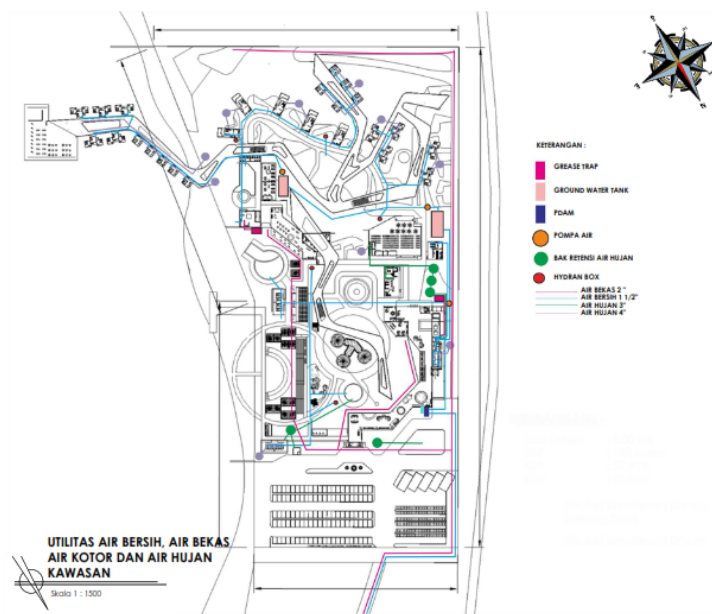 KETERANGAN :
GREASE TRAP
GROUND WATER TANK
PDAM
POMPA AIR
BAK RETENSI AIR HUJAN
HYDRAN BOX
AIR BEKAS 2 "
AIR BERSIH 1 1/2"
AIR HUJAN 3"
AIR HUJAN 4"
UTILITAS AIR BERSIH, AIR BEKAS
AIR KOTOR DAN AIR HUJAN
KAWASAN
Skala 1 : 1500